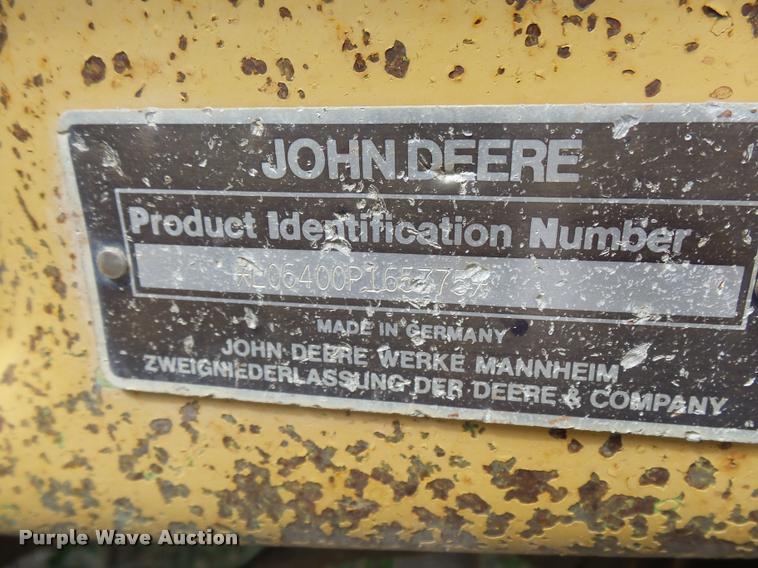 JOHN DEERE
Product Identification Number
MADE IN GERMANY
JOHN DEERE WERKE MANNHEIM
ZWEIGNIEDERLASSUNG DER DEERE & COMPANY
Purple Wave Auction